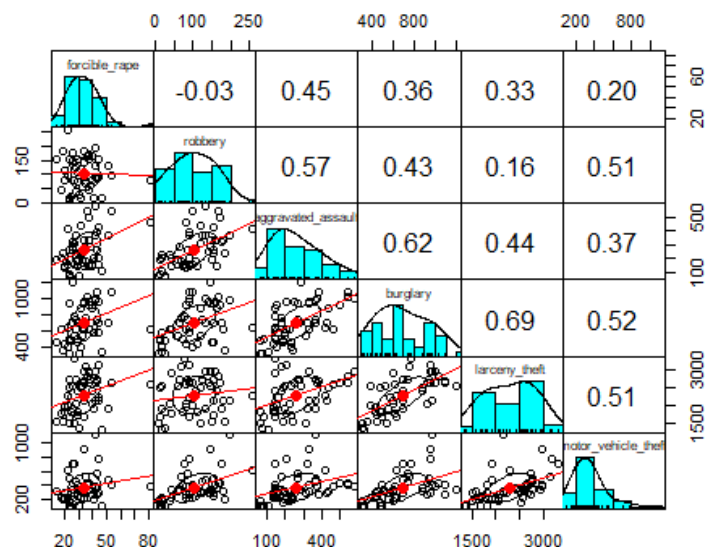 0 100 250 400 800 200 800
forcible_rape -0.03 0.45 0.36 0.33 0.20 20 60
0 150 robbery 0.57 0.43 0.16 0.51
aggravated_assault 0.62 0.44 0.37 100 500
400 1000 burglary 0.69 0.52
larceny_theft 0.51 1500 3000
200 1000 motor_vehicle_theft
20 40 60 80 100 400 1500 3000